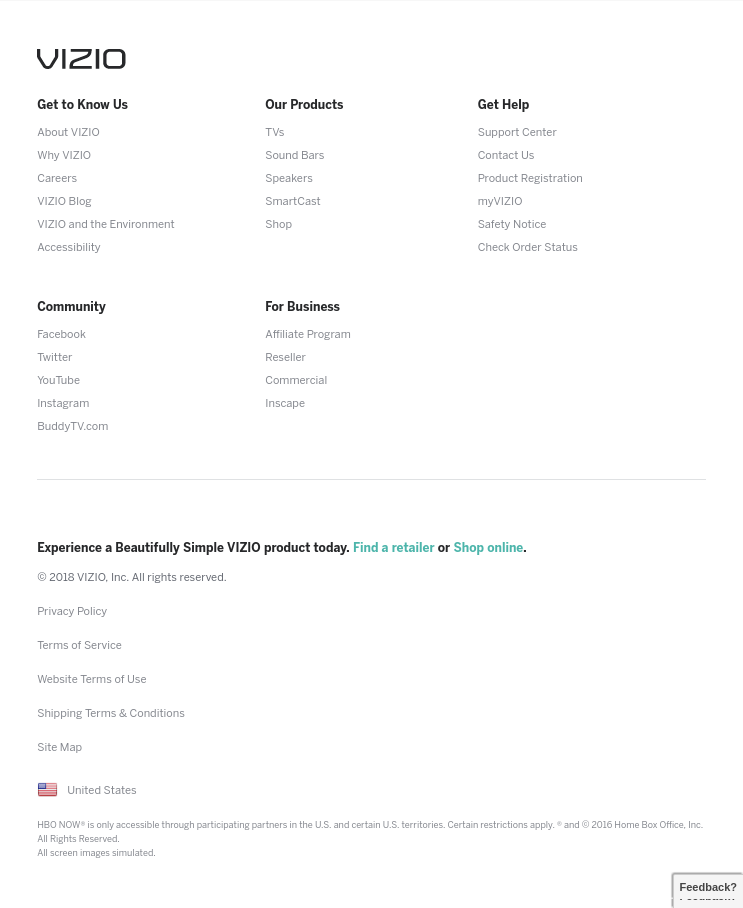 VIZIO
Get to Know Us
About VIZIO
Why VIZIO
Careers
VIZIO Blog
VIZIO and the Environment
Accessibility
Our Products
TVs
Sound Bars
Speakers
SmartCast
Shop
Get Help
Support Center
Contact Us
Product Registration
myVIZIO
Safety Notice
Check Order Status
Community
Facebook
Twitter
YouTube
Instagram
BuddyTV.com
For Business
Affiliate Program
Reseller
Commercial
Inscape
Experience a Beautifully Simple VIZIO product today. Find a retailer or Shop online.
© 2018 VIZIO, Inc. All rights reserved.
Privacy Policy
Terms of Service
Website Terms of Use
Shipping Terms & Conditions
Site Map
United States
HBO NOW® is only accessible through participating partners in the U.S. and certain U.S. territories. Certain restrictions apply. ® and © 2016 Home Box Office, Inc.
All Rights Reserved.
All screen images simulated.
Feedback?